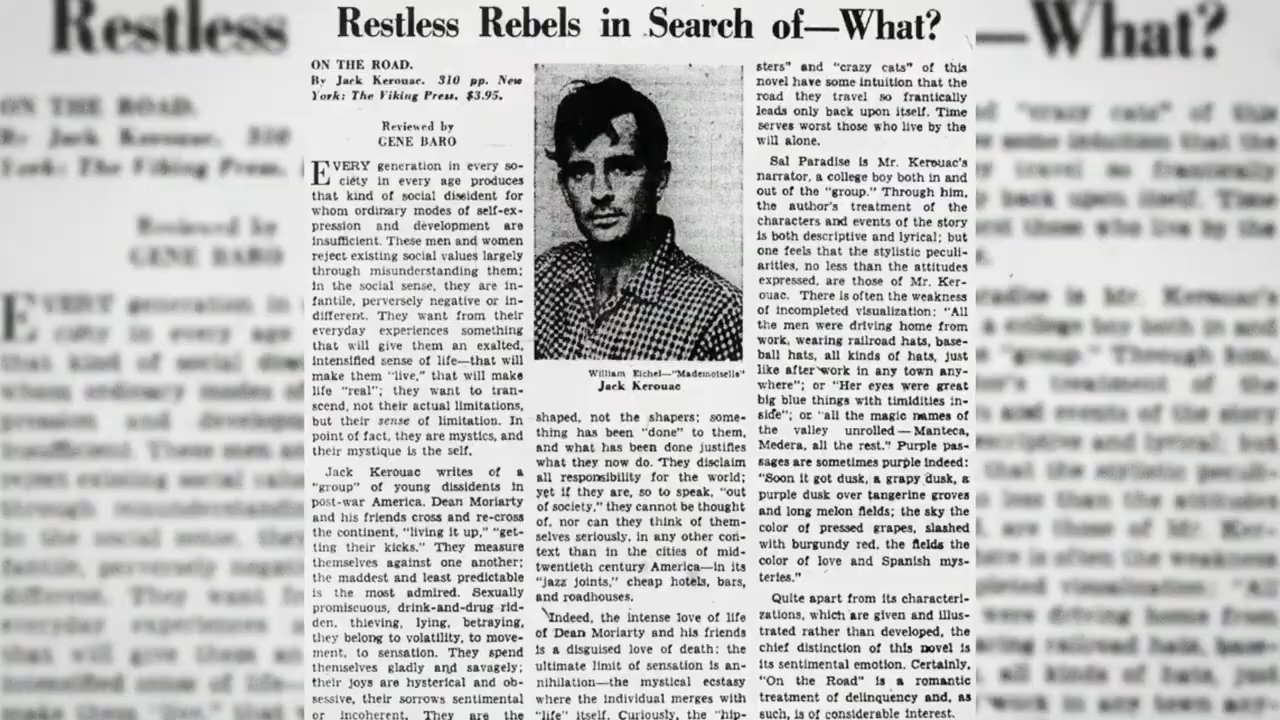 Restless Rebels in Search of—What?
ON THE ROAD.
By Jack Kerouac. 310 pp. New
York: The Viking Press. $3.95.
Reviewed by
GENE BARO
EVERY generation in every so-
ciety in every age produces
that kind of social dissident for
whom ordinary modes of self-ex-
pression and development are
insufficient. These men and women
reject existing social values largely
through misunderstanding them;
in the social sense, they are in-
fantile, perversely negative or in-
different. They want from their
everyday experiences something
that will give them an exalted,
intensified sense of life—that will
make them "live," that will make
life "real"; they want to tran-
scend, not their actual limitations,
but their sense of limitation. In
point of fact, they are mystics, and
their mystique is the self.
Jack Kerouac writes of a
"group" of young dissidents in
post-war America. Dean Moriarty
and his friends cross and re-cross
the continent, "living it up," "get-
ting their kicks." They measure
themselves against one another;
the maddest and least predictable
is the most admired. Sexually
promiscuous, drink-and-drug rid-
den, thieving, lying, betraying,
they belong to volatility, to move-
ment, to sensation. They spend
themselves gladly and savagely;
their joys are hysterical and ob-
sessive, their sorrows sentimental
or incoherent. They are the
William Eichel—"Mademoiselle"
Jack Kerouac
shaped, not the shapers; some-
thing has been "done" to them,
and what has been done justifies
what they now do. They disclaim
all responsibility for the world;
yet if they are, so to speak, "out
of society," they cannot be thought
of, nor can they think of them-
selves seriously, in any other con-
text than in the cities of mid-
twentieth century America—in its
"jazz joints," cheap hotels, bars,
and roadhouses.
Indeed, the intense love of life
of Dean Moriarty and his friends
is a disguised love of death; the
ultimate limit of sensation is an-
nihilation—the mystical ecstasy
where the individual merges with
"life" itself. Curiously, the "hip-
sters" and "crazy cats" of this
novel have some intuition that the
road they travel so frantically
leads only back upon itself. Time
serves worst those who live by the
will alone.
Sal Paradise is Mr. Kerouac's
narrator, a college boy both in and
out of the "group." Through him,
the author's treatment of the
characters and events of the story
is both descriptive and lyrical; but
one feels that the stylistic peculi-
arities, no less than the attitudes
expressed, are those of Mr. Ker-
ouac. There is often the weakness
of incompleted visualization: "All
the men were driving home from
work, wearing railroad hats, base-
ball hats, all kinds of hats, just
like after work in any town any-
where"; or "Her eyes were great
big blue things with timidities in-
side"; or "all the magic names of
the valley unrolled—Manteca,
Medera, all the rest." Purple pas-
sages are sometimes purple indeed:
"Soon it got dusk, a grapy dusk, a
purple dusk over tangerine groves
and long melon fields; the sky the
color of pressed grapes, slashed
with burgundy red, the fields the
color of love and Spanish mys-
teries."
Quite apart from its characteri-
zations, which are given and illus-
trated rather than developed, the
chief distinction of this novel is
its sentimental emotion. Certainly,
"On the Road" is a romantic
treatment of delinquency and, as
such, is of considerable interest.